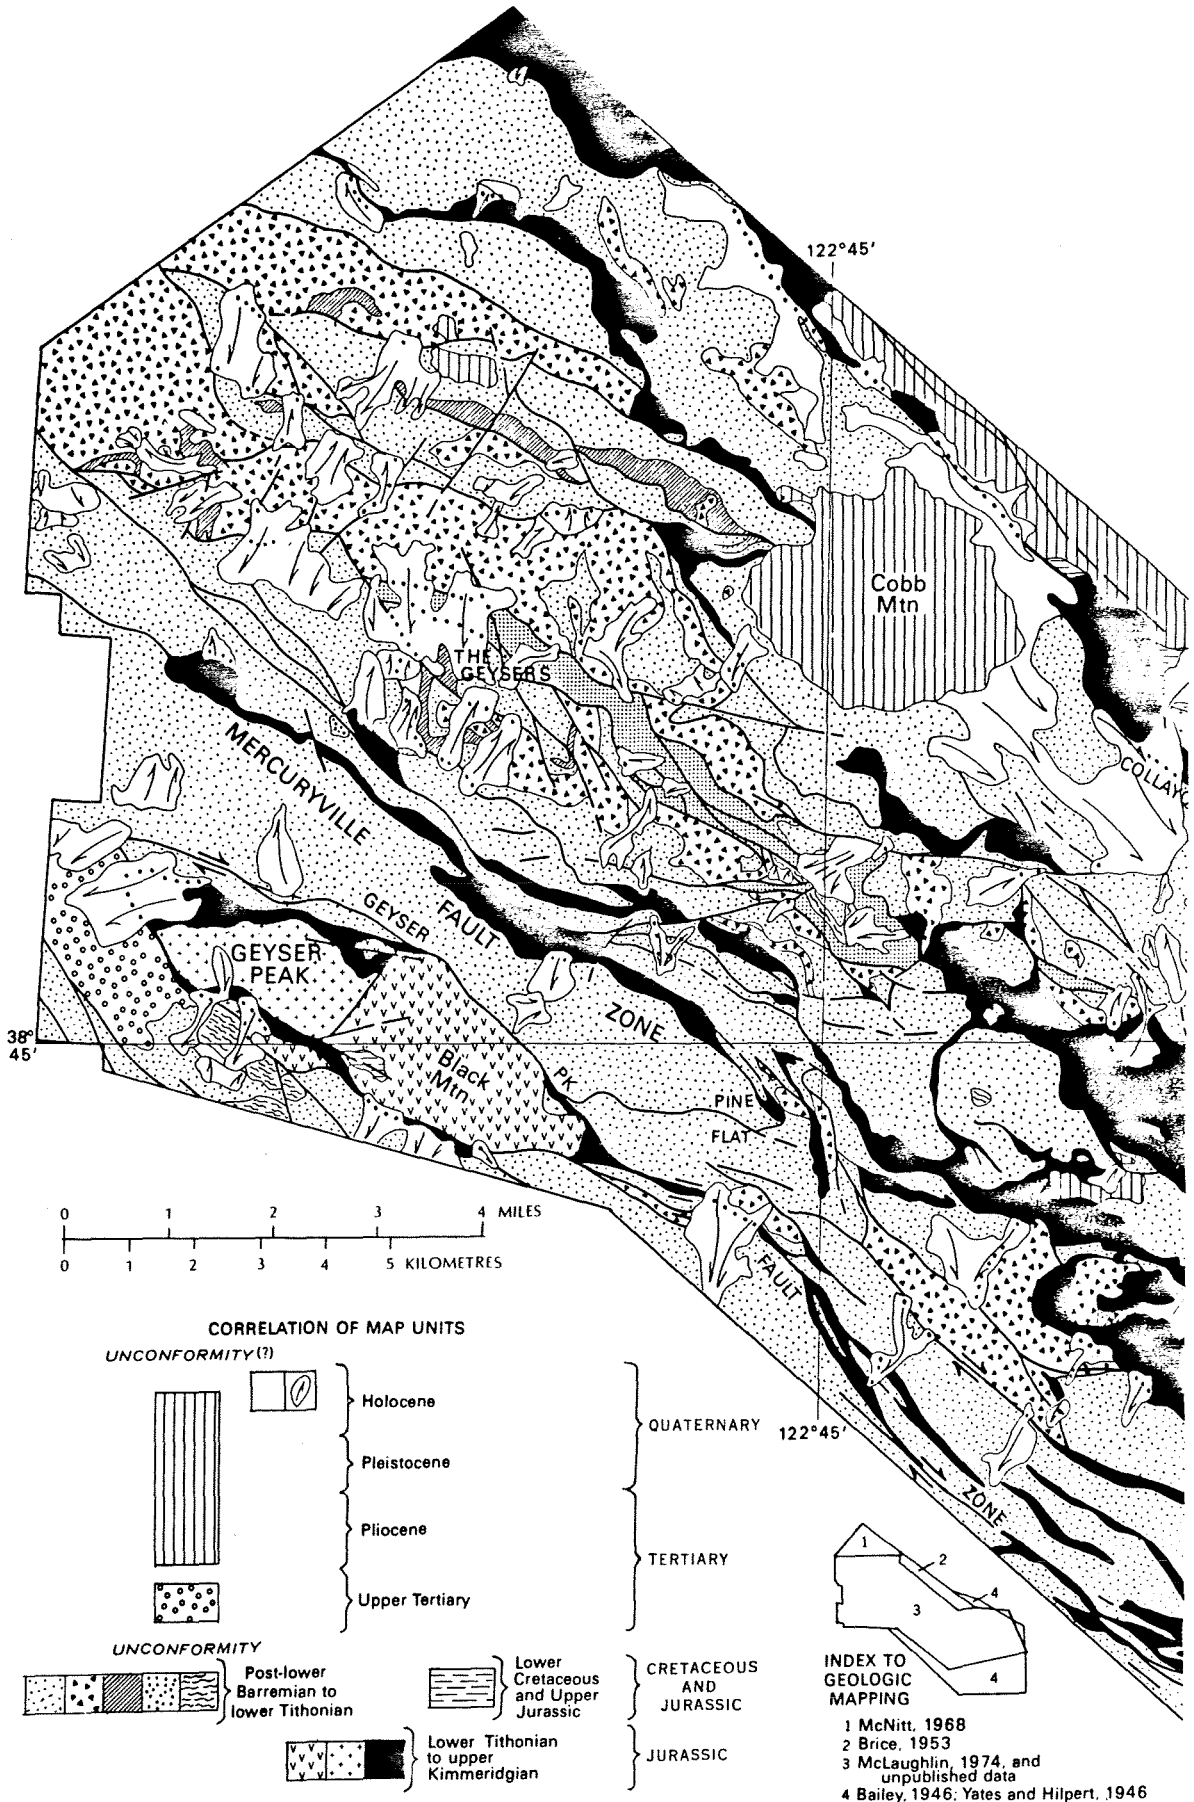 122°45'
Cobb
Mtn
THE
GEYSERS
COLLAYO
MERCURYVILLE
FAULT
ZONE
GEYSER
PEAK
GEYSER
PK
FAULT
ZONE
38°
45'
Black
Mtn
PINE
FLAT
122°45'
0 1 2 3 4 MILES
0 1 2 3 4 5 KILOMETRES
CORRELATION OF MAP UNITS
UNCONFORMITY(?)
Holocene
Pleistocene
Pliocene
Upper Tertiary
QUATERNARY
TERTIARY
UNCONFORMITY
Post-lower
Barremian to
lower Tithonian
Lower
Cretaceous
and Upper
Jurassic
CRETACEOUS
AND
JURASSIC
Lower Tithonian
to upper
Kimmeridgian
JURASSIC
1
2
3
4
4
INDEX TO
GEOLOGIC
MAPPING
1 McNitt, 1968
2 Brice, 1953
3 McLaughlin, 1974, and
unpublished data
4 Bailey, 1946; Yates and Hilpert, 1946